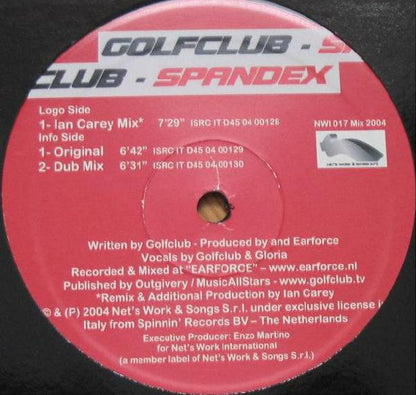 GOLFCLUB - SP
CLUB - SPANDEX
Logo Side
1- Ian Carey Mix* 7'29" ISRC IT D45 04 00128
Info Side
1- Original 6'42" ISRC IT D45 04 00129
2- Dub Mix 6'31" ISRC IT D45 04 00130
NWI 017 Mix 2004
NET'S WORK & SONGS S.r.l.
Written by Golfclub - Produced by and Earforce
Vocals by Golfclub & Gloria
Recorded & Mixed at "EARFORCE" – www.earforce.nl
Published by Outgivery / MusicAllStars - www.golfclub.tv
*Remix & Additional Production by Ian Carey
© & (P) 2004 Net's Work & Songs S.r.l. under exclusive license i
Italy from Spinnin' Records BV – The Netherlands
Executive Producer: Enzo Martino
for Net's Work International
(a member label of Net's Work & Songs S.r.l.)